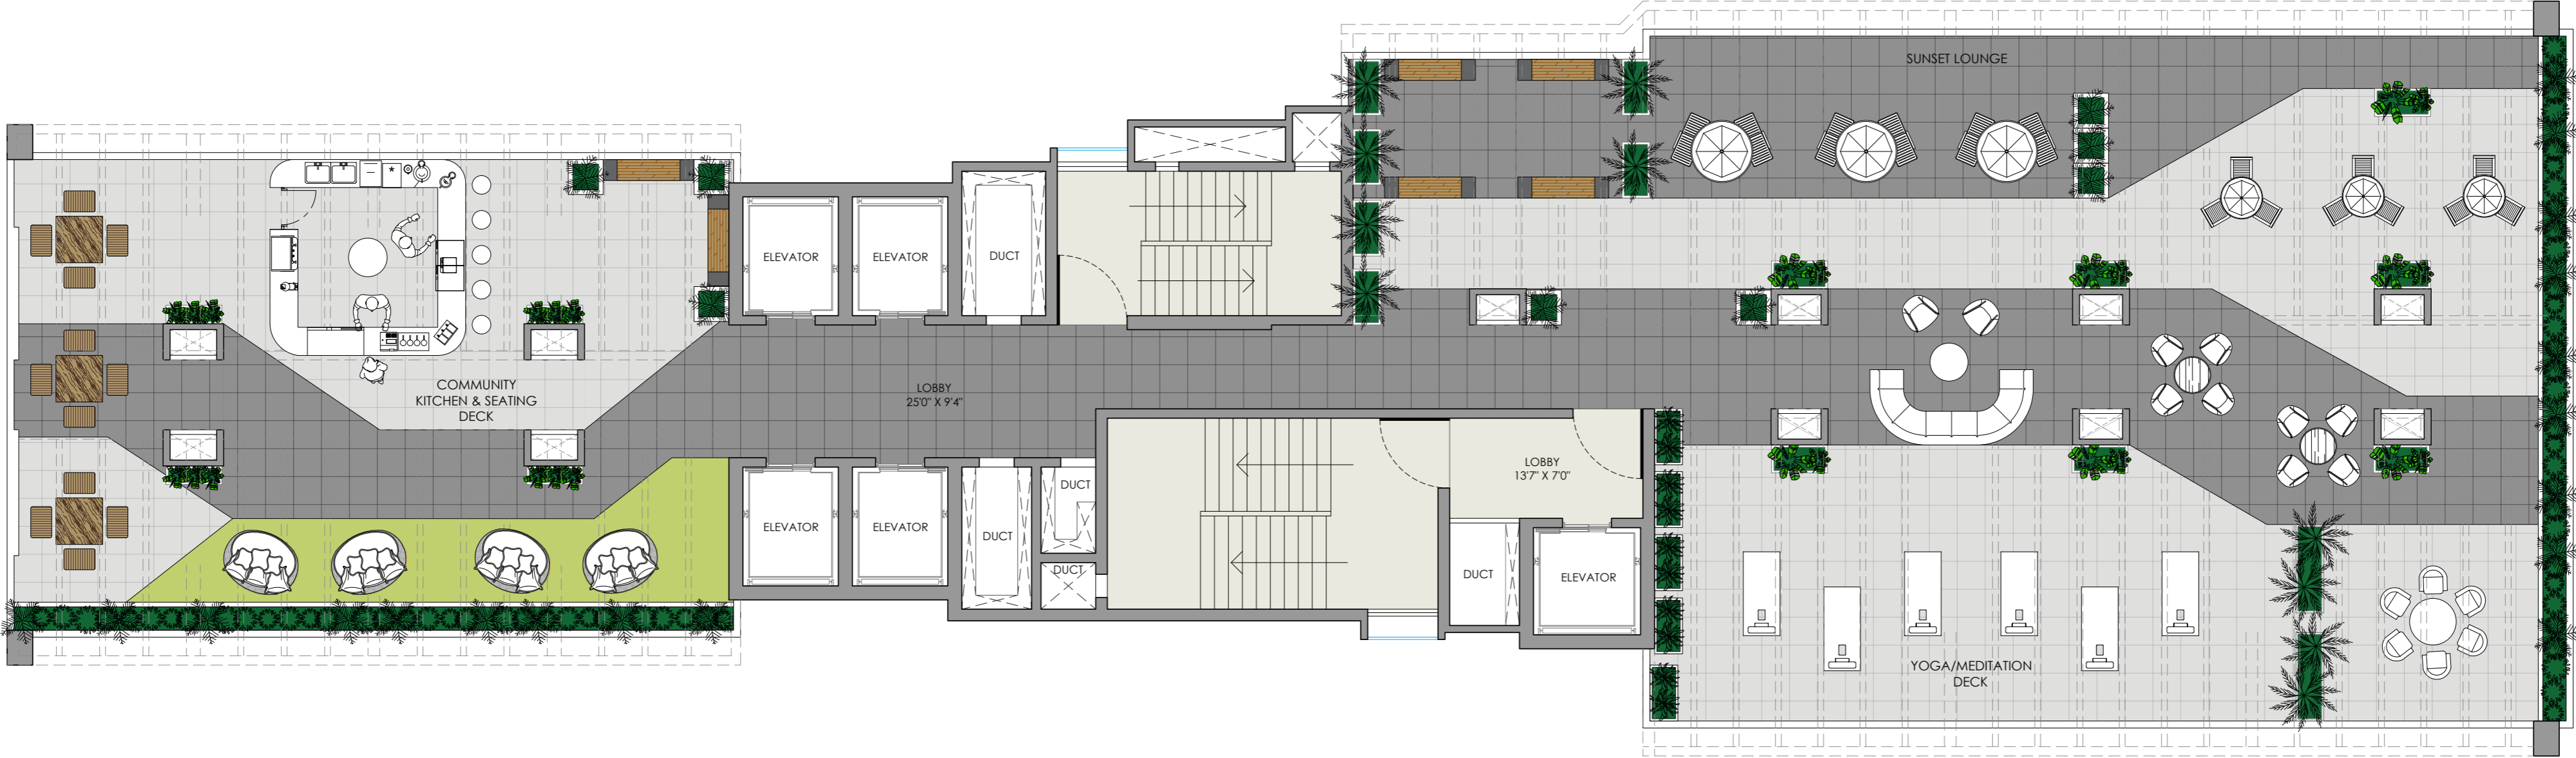 SUNSET LOUNGE
ELEVATOR
ELEVATOR
DUCT
COMMUNITY
KITCHEN & SEATING
DECK
LOBBY
25'0" X 9'4"
LOBBY
13'7" X 7'0"
DUCT
ELEVATOR
ELEVATOR
DUCT
DUCT
DUCT
ELEVATOR
YOGA/MEDITATION
DECK